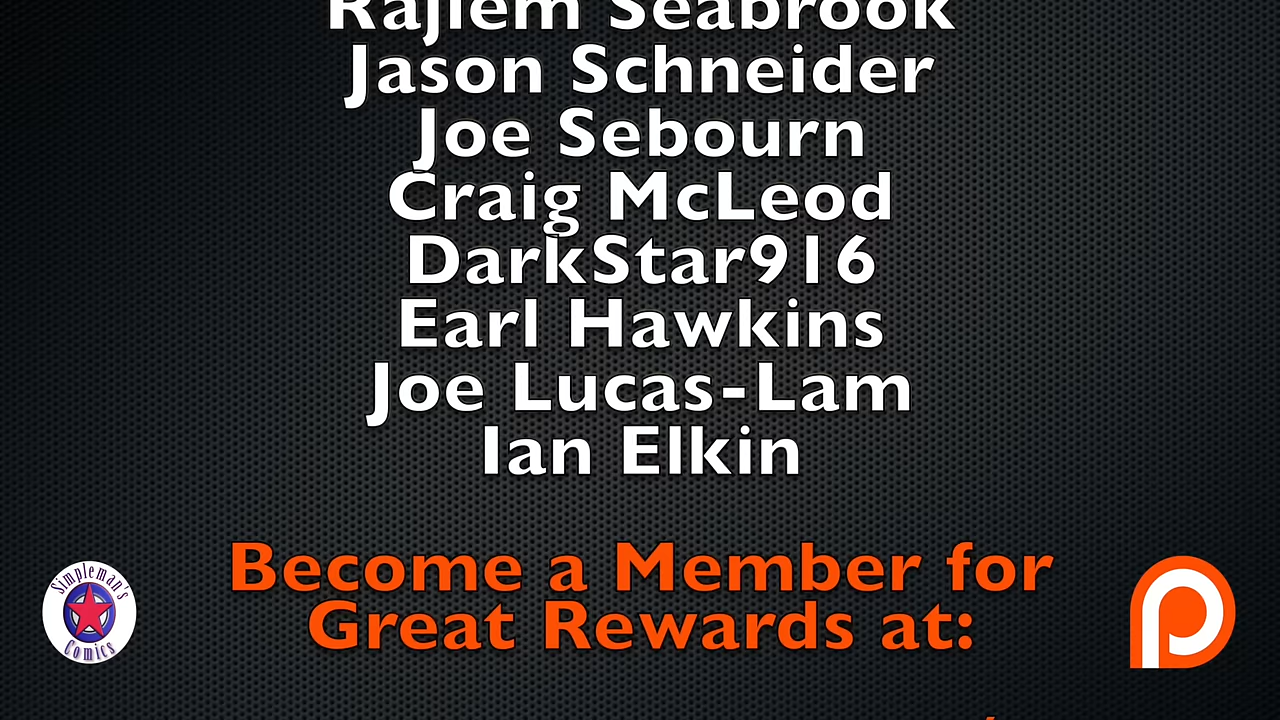 Rajiem Seabrook
Jason Schneider
Joe Sebourn
Craig McLeod
DarkStar916
Earl Hawkins
Joe Lucas-Lam
Ian Elkin
Become a Member for
Great Rewards at:
Simpleman's
Comics